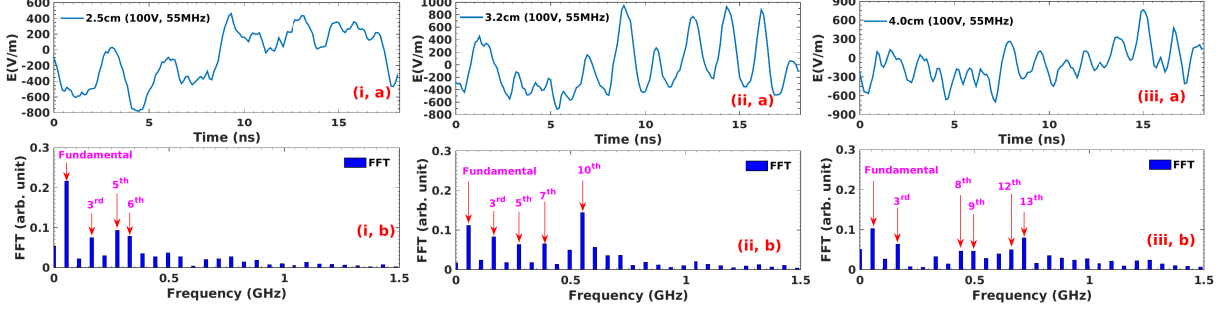 600
400
200
0
-200
-400
-600
-800
E(V/m)
2.5cm (100V, 55MHz)
(i, a)
0 5 10 15
Time (ns)
1000
800
600
400
200
0
-200
-400
-600
-800
E(V/m)
3.2cm (100V, 55MHz)
(ii, a)
0 5 10 15
Time (ns)
900
600
300
0
-300
-600
-900
E(V/m)
4.0cm (100V, 55MHz)
(iii, a)
0 5 10 15
Time (ns)
0.3
0.2
0.1
0
FFT (arb. unit)
Fundamental
3rd
5th
6th
FFT
(i, b)
0 0.5 1 1.5
Frequency (GHz)
0.3
0.2
0.1
0
FFT (arb. unit)
Fundamental
3rd
5th
7th
10th
FFT
(ii, b)
0 0.5 1 1.5
Frequency (GHz)
0.3
0.2
0.1
0
FFT (arb. unit)
Fundamental
3rd
8th
9th
12th
13th
FFT
(iii, b)
0 0.5 1 1.5
Frequency (GHz)